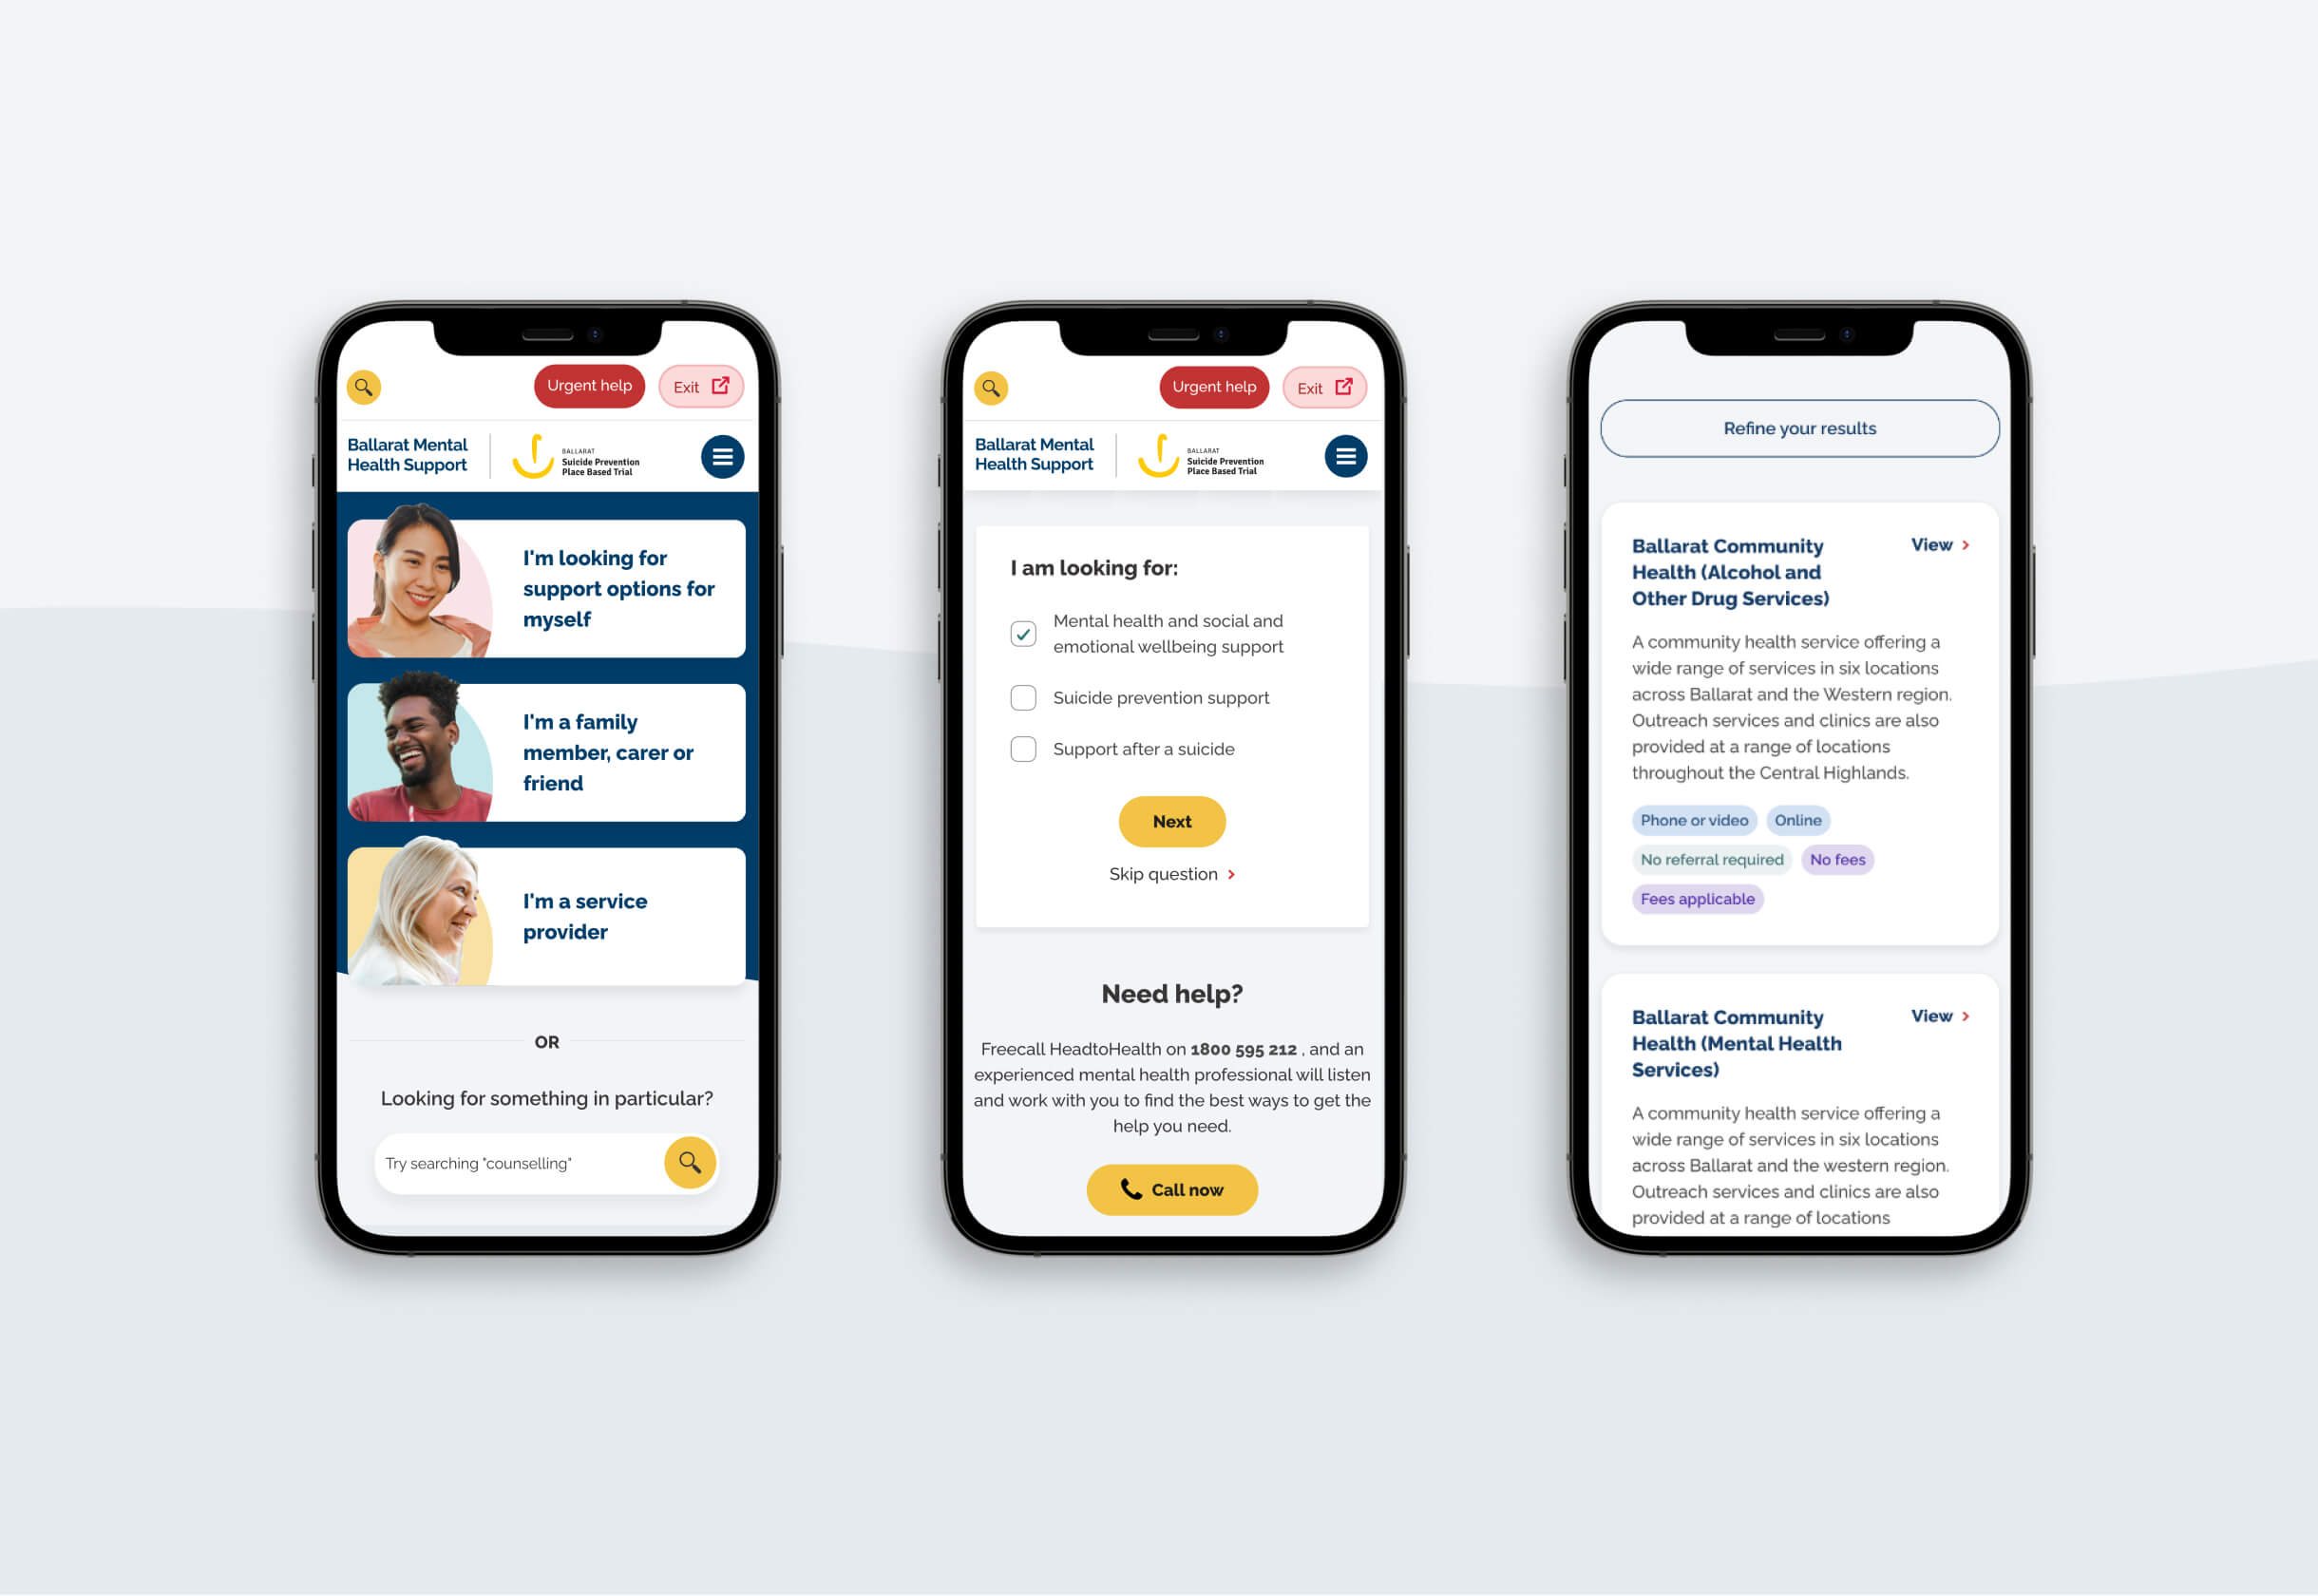 Urgent help
Exit
Ballarat Mental
Health Support
BALLARAT
Suicide Prevention
Place Based Trial
I'm looking for
support options for
myself
I'm a family
member, carer or
friend
I'm a service
provider
OR
Looking for something in particular?
Try searching "counselling"
Urgent help
Exit
Ballarat Mental
Health Support
BALLARAT
Suicide Prevention
Place Based Trial
I am looking for:
Mental health and social and
emotional wellbeing support
Suicide prevention support
Support after a suicide
Next
Skip question
Need help?
Freecall HeadtoHealth on 1800 595 212 , and an
experienced mental health professional will listen
and work with you to find the best ways to get the
help you need.
Call now
Refine your results
Ballarat Community
Health (Alcohol and
Other Drug Services)
View
A community health service offering a
wide range of services in six locations
across Ballarat and the Western region.
Outreach services and clinics are also
provided at a range of locations
throughout the Central Highlands.
Phone or video
Online
No referral required
No fees
Fees applicable
Ballarat Community
Health (Mental Health
Services)
View
A community health service offering a
wide range of services in six locations
across Ballarat and the western region.
Outreach services and clinics are also
provided at a range of locations